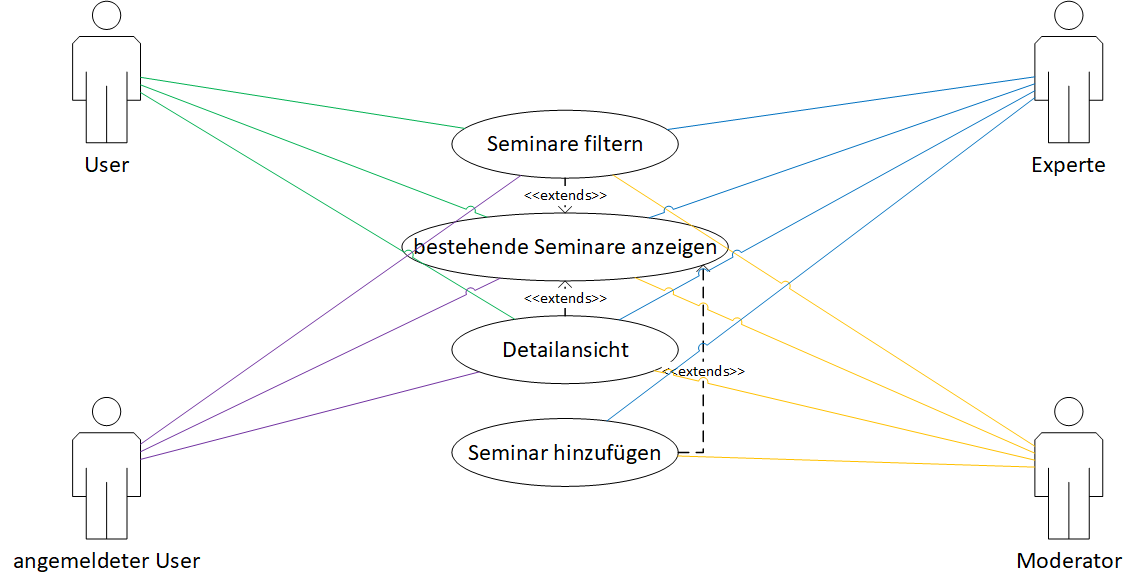 User
Experte
Seminare filtern
<<extends>>
bestehende Seminare anzeigen
<<extends>>
Detailansicht
<<extends>>
Seminar hinzufügen
angemeldeter User
Moderator